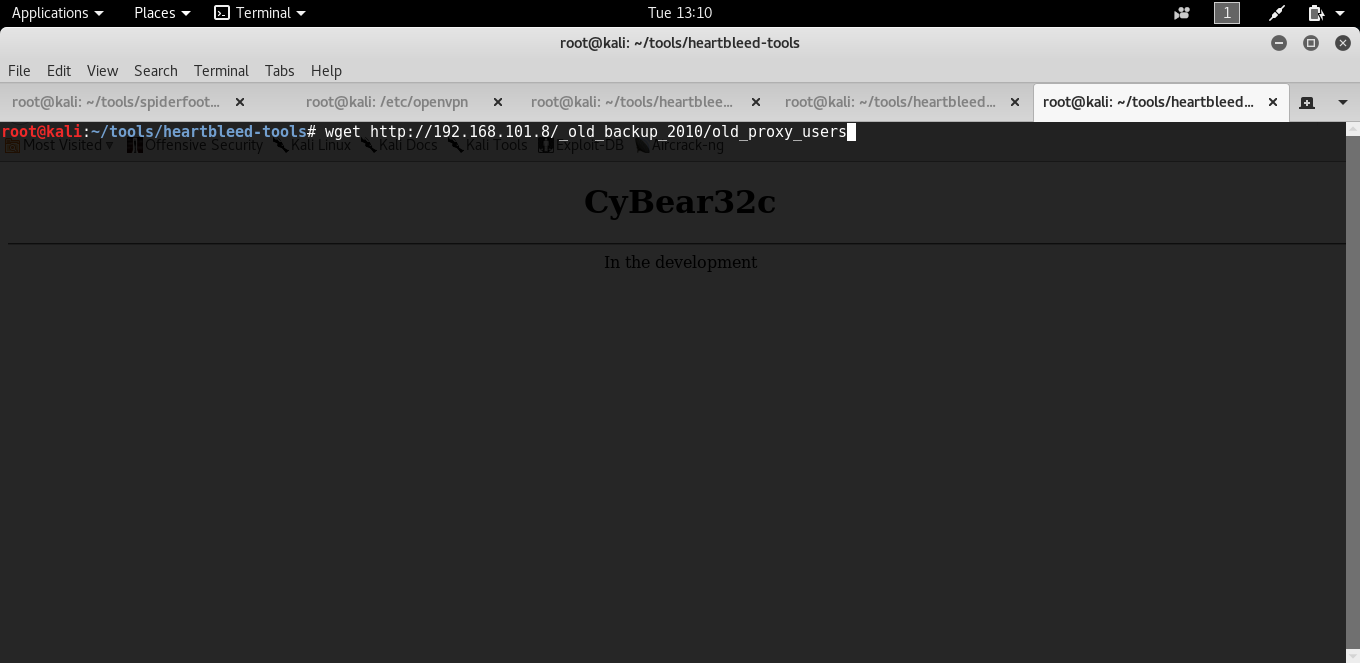 Applications Places Terminal Tue 13:10 1
root@kali: ~/tools/heartbleed-tools
File Edit View Search Terminal Tabs Help
root@kali: ~/tools/spiderfoot... root@kali: /etc/openvpn root@kali: ~/tools/heartblee... root@kali: ~/tools/heartbleed... root@kali: ~/tools/heartbleed...
root@kali:~/tools/heartbleed-tools# wget http://192.168.101.8/_old_backup_2010/old_proxy_users
Most Visited Offensive Security Kali Linux Kali Docs Kali Tools Exploit-DB Aircrack-ng
CyBear32c
In the development